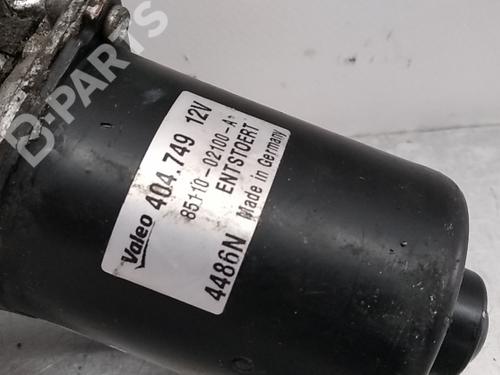 B-PARTS
Valeo 404.749 12V
85110-02100-A
ENTSTOERT
4486N Made in Germany